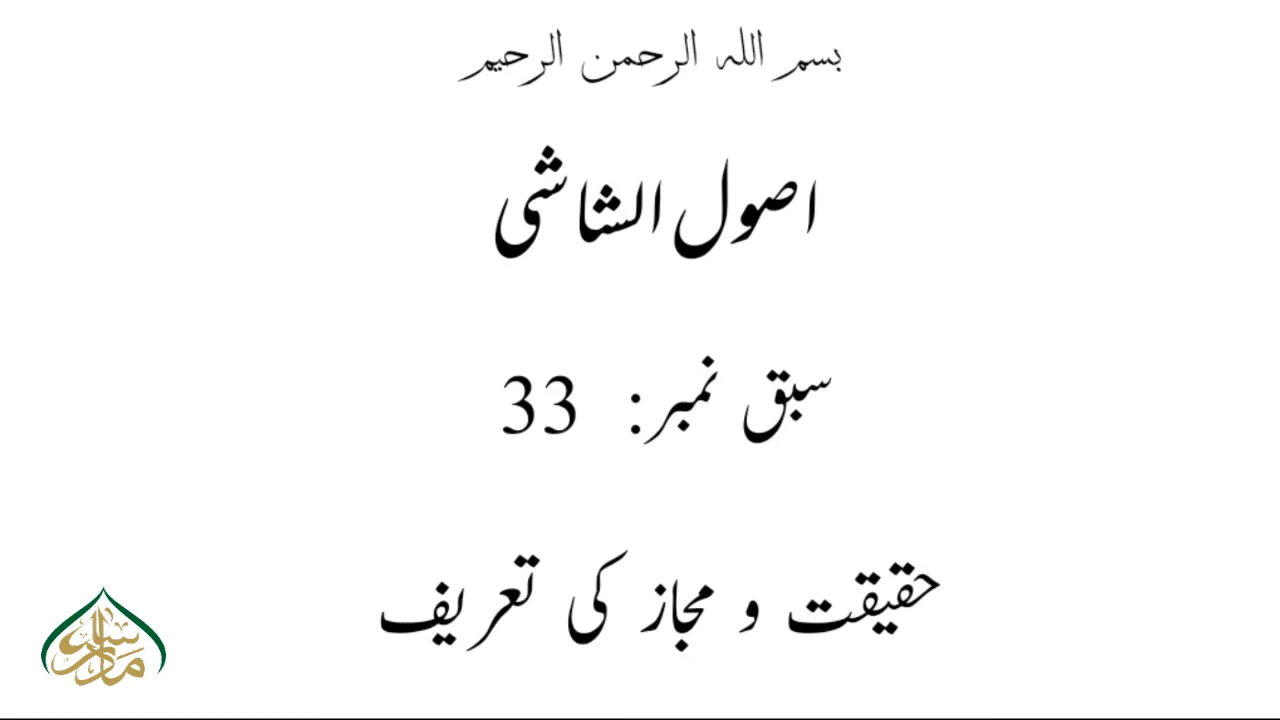 بسم الله الرحمن الرحيم
اصول الشاشی
سبق نمبر: 33
حقیقت و مجاز کی تعریف